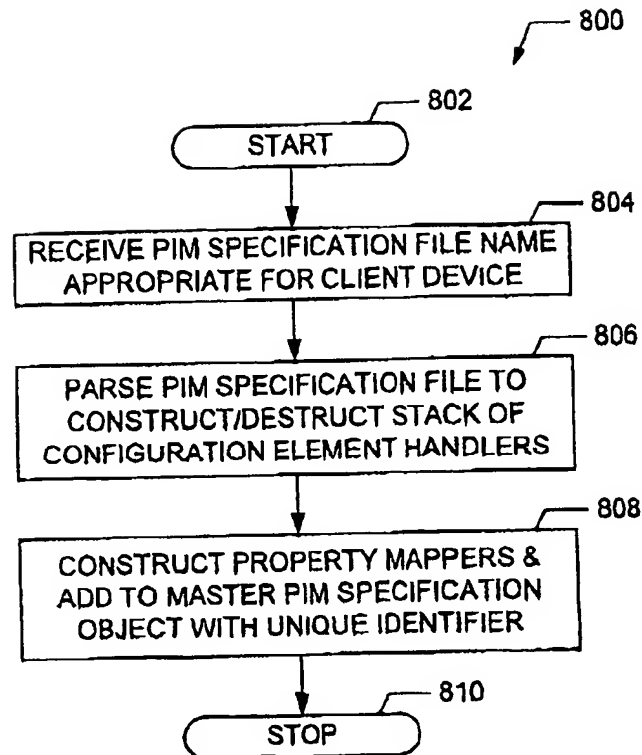 800
802
START
804
RECEIVE PIM SPECIFICATION FILE NAME
APPROPRIATE FOR CLIENT DEVICE
806
PARSE PIM SPECIFICATION FILE TO
CONSTRUCT/DESTRUCT STACK OF
CONFIGURATION ELEMENT HANDLERS
808
CONSTRUCT PROPERTY MAPPERS &
ADD TO MASTER PIM SPECIFICATION
OBJECT WITH UNIQUE IDENTIFIER
810
STOP